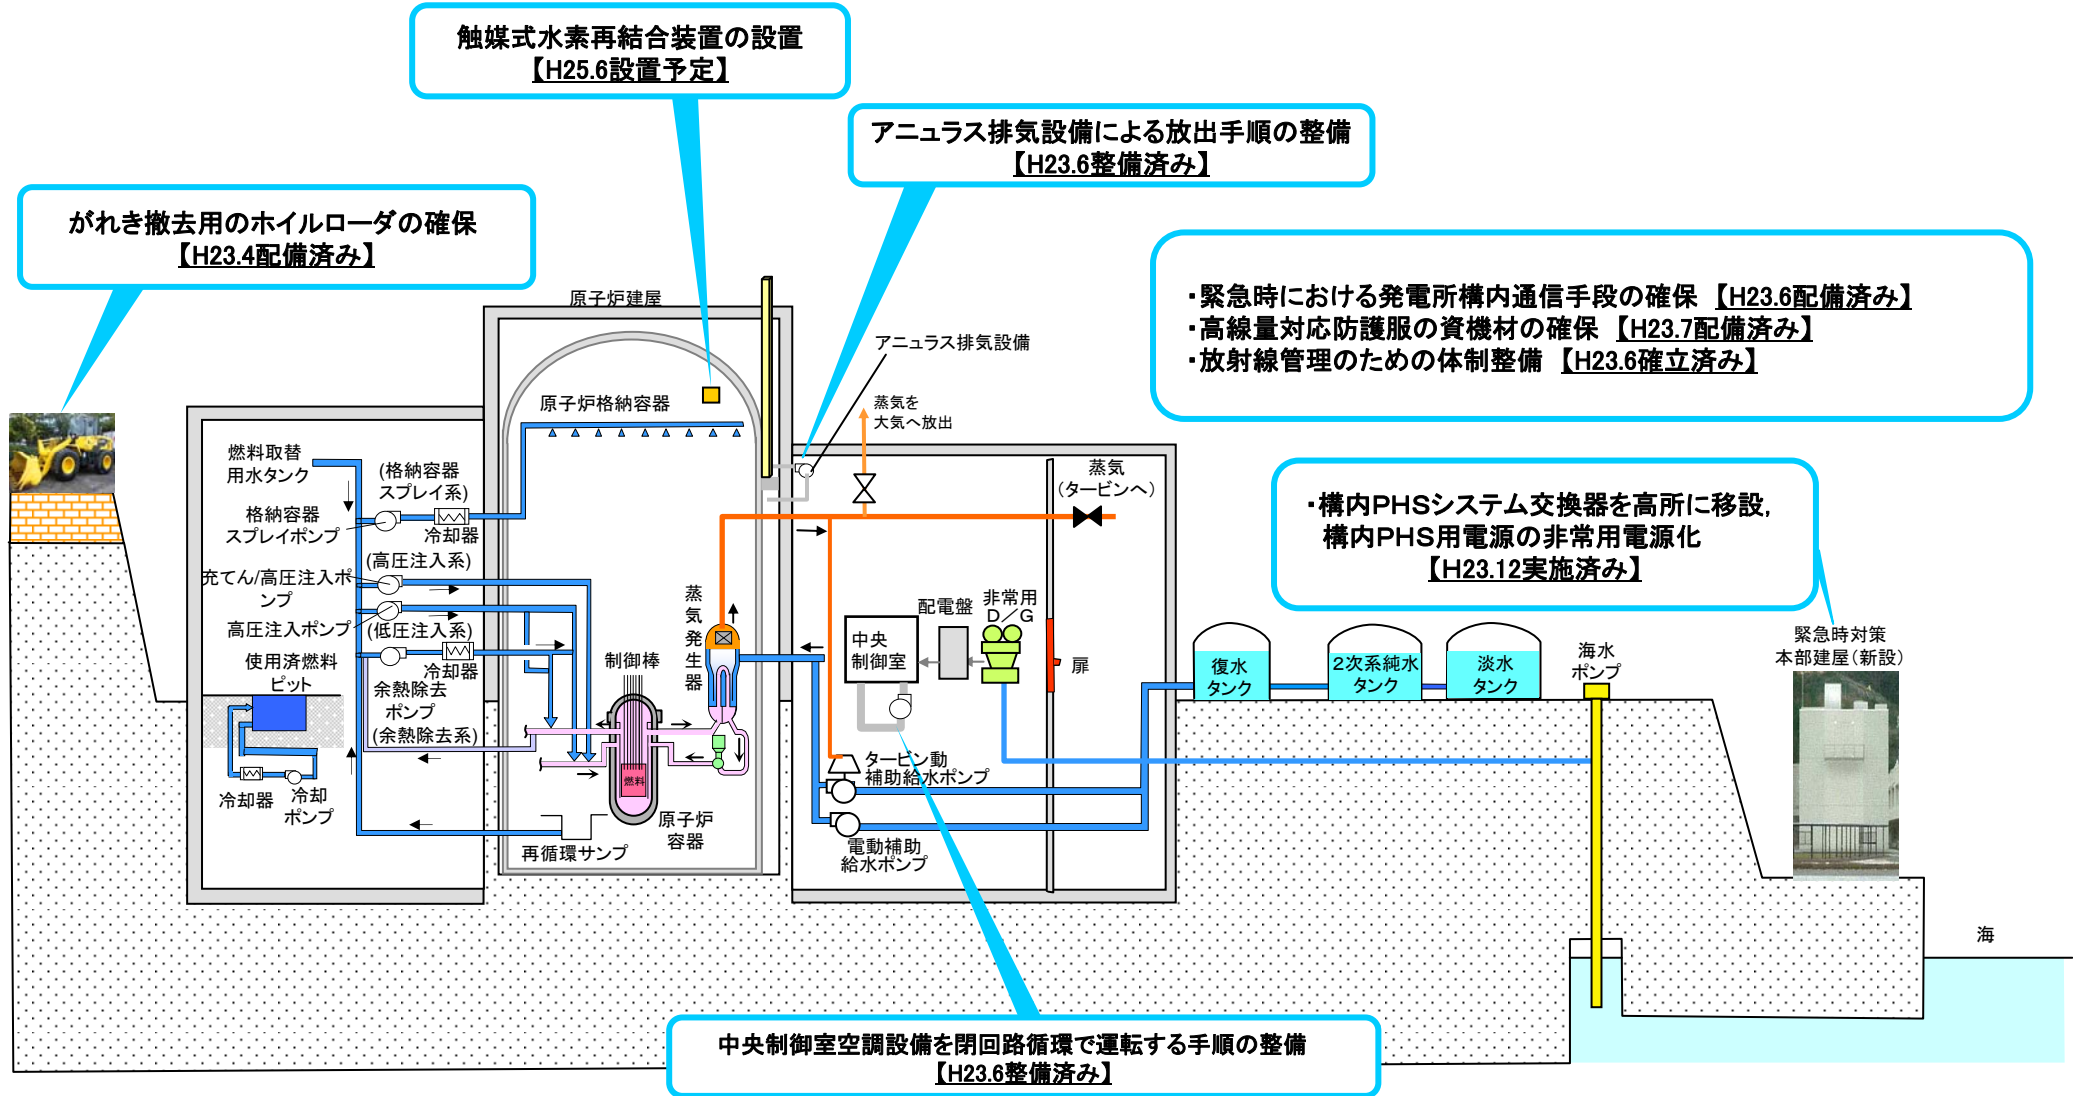 触媒式水素再結合装置の設置
【H25.6設置予定】
アニュラス排気設備による放出手順の整備
【H23.6整備済み】
がれき撤去用のホイルローダの確保
【H23.4配備済み】
・緊急時における発電所構内通信手段の確保 【H23.6配備済み】
・高線量対応防護服の資機材の確保 【H23.7配備済み】
・放射線管理のための体制整備 【H23.6確立済み】
・構内PHSシステム交換器を高所に移設,
構内PHS用電源の非常用電源化
【H23.12実施済み】
原子炉建屋
アニュラス排気設備
原子炉格納容器
蒸気を
大気へ放出
燃料取替
用水タンク
(格納容器
スプレイ系)
格納容器
スプレイポンプ
冷却器
(高圧注入系)
充てん/高圧注入ポ
ンプ
高圧注入ポンプ
(低圧注入系)
冷却器
使用済燃料
ピット
余熱除去
ポンプ
(余熱除去系)
冷却器
冷却
ポンプ
制御棒
燃料
原子炉
容器
再循環サンプ
蒸
気
発
生
器
蒸気
(タービンへ)
中央
制御室
配電盤
非常用
D/G
扉
タービン動
補助給水ポンプ
電動補助
給水ポンプ
復水
タンク
2次系純水
タンク
淡水
タンク
海水
ポンプ
緊急時対策
本部建屋(新設)
海
中央制御室空調設備を閉回路循環で運転する手順の整備
【H23.6整備済み】